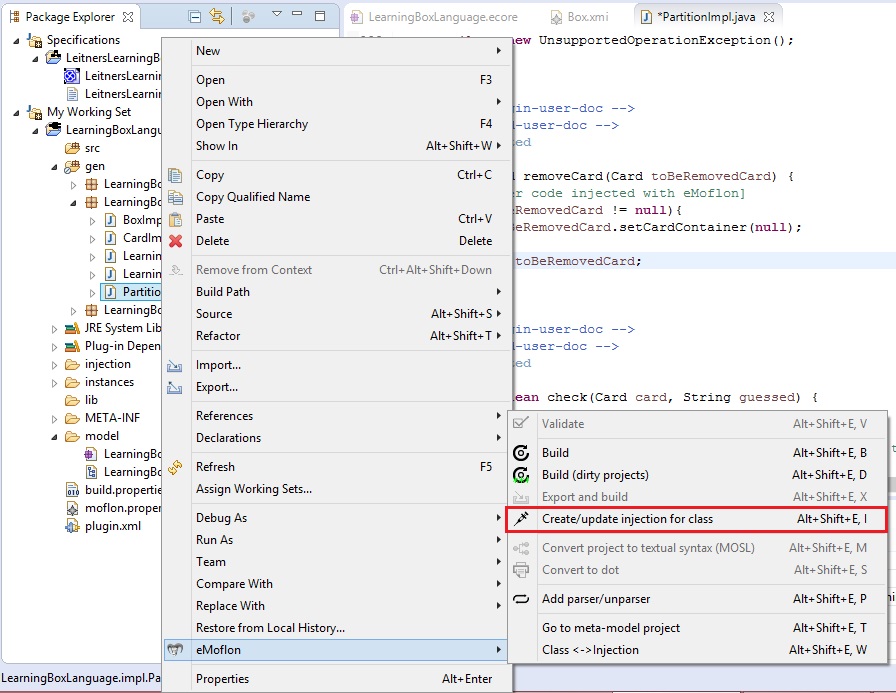 Package Explorer
LearningBoxLanguage.ecore
Box.xmi
*PartitionImpl.java
Specifications
LeitnersLearningB
LeitnersLearnin
LeitnersLearnin
My Working Set
LearningBoxLangu
src
gen
LearningBo
LearningBo
BoxImp
CardIm
Learnin
Learnin
Partitio
LearningBo
JRE System Lib
Plug-in Depen
injection
instances
lib
META-INF
model
LearningBo
LearningBo
build.propertie
moflon.proper
plugin.xml
LearningBoxLanguage.impl.Pa
New
Open F3
Open With
Open Type Hierarchy F4
Show In Alt+Shift+W
Copy Ctrl+C
Copy Qualified Name
Paste Ctrl+V
Delete Delete
Remove from Context Ctrl+Alt+Shift+Down
Build Path
Source Alt+Shift+S
Refactor Alt+Shift+T
Import...
Export...
References
Declarations
Refresh F5
Assign Working Sets...
Debug As
Run As
Team
Compare With
Replace With
Restore from Local History...
eMoflon
Properties Alt+Enter
new UnsupportedOperationException();
gin-user-doc -->
-user-doc -->
ed
removeCard(Card toBeRemovedCard) {
er code injected with eMoflon]
eRemovedCard != null){
BeRemovedCard.setCardContainer(null);
toBeRemovedCard;
gin-user-doc -->
-user-doc -->
ed
ean check(Card card, String guessed) {
Validate Alt+Shift+E, V
Build Alt+Shift+E, B
Build (dirty projects) Alt+Shift+E, D
Export and build Alt+Shift+E, X
Create/update injection for class Alt+Shift+E, I
Convert project to textual syntax (MOSL) Alt+Shift+E, M
Convert to dot Alt+Shift+E, S
Add parser/unparser Alt+Shift+E, P
Go to meta-model project Alt+Shift+E, T
Class <->Injection Alt+Shift+E, W